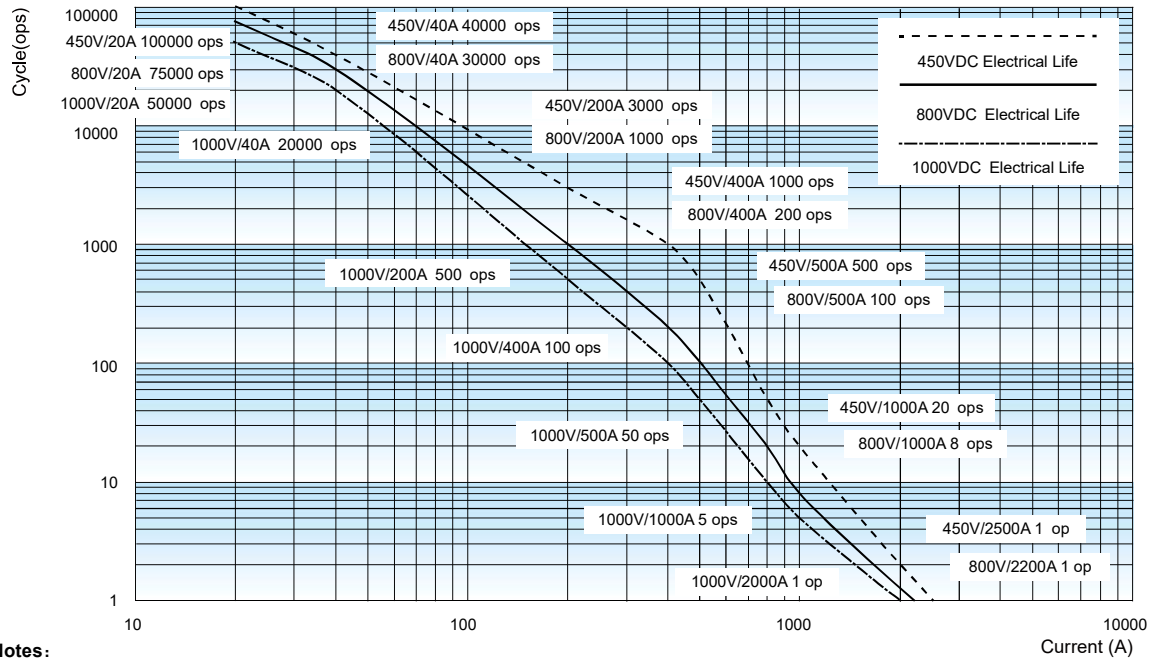 Cycle(ops)
100000
10000
1000
100
10
1
450V/20A 100000 ops
800V/20A 75000 ops
1000V/20A 50000 ops
450V/40A 40000 ops
800V/40A 30000 ops
1000V/40A 20000 ops
450V/200A 3000 ops
800V/200A 1000 ops
450V/400A 1000 ops
800V/400A 200 ops
1000V/200A 500 ops
450V/500A 500 ops
800V/500A 100 ops
1000V/400A 100 ops
450V/1000A 20 ops
800V/1000A 8 ops
1000V/500A 50 ops
1000V/1000A 5 ops
450V/2500A 1 op
800V/2200A 1 op
1000V/2000A 1 op
450VDC Electrical Life
800VDC Electrical Life
1000VDC Electrical Life
10
100
1000
10000
Current (A)
lotes: